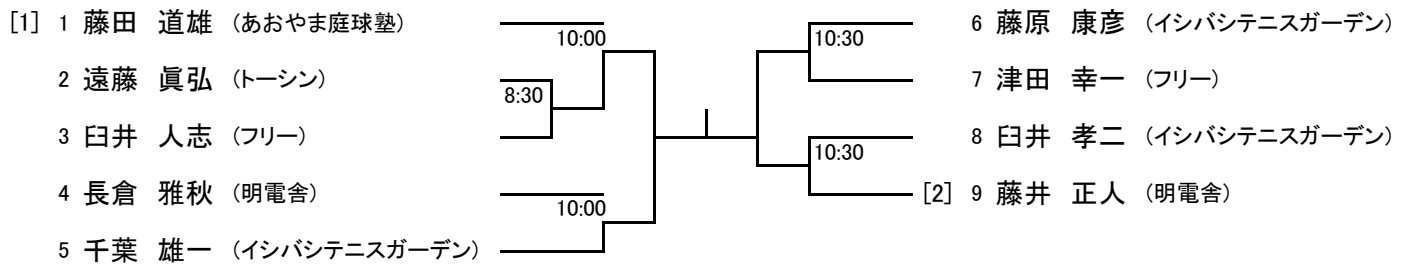 [1] 1 藤田 道雄 (あおやま庭球塾)
10:00
2 遠藤 眞弘 (トーシン)
8:30
3 臼井 人志 (フリー)
4 長倉 雅秋 (明電舎)
10:00
5 千葉 雄一 (イシバシテニスガーデン)
6 藤原 康彦 (イシバシテニスガーデン)
10:30
7 津田 幸一 (フリー)
8 臼井 孝二 (イシバシテニスガーデン)
10:30
[2] 9 藤井 正人 (明電舎)